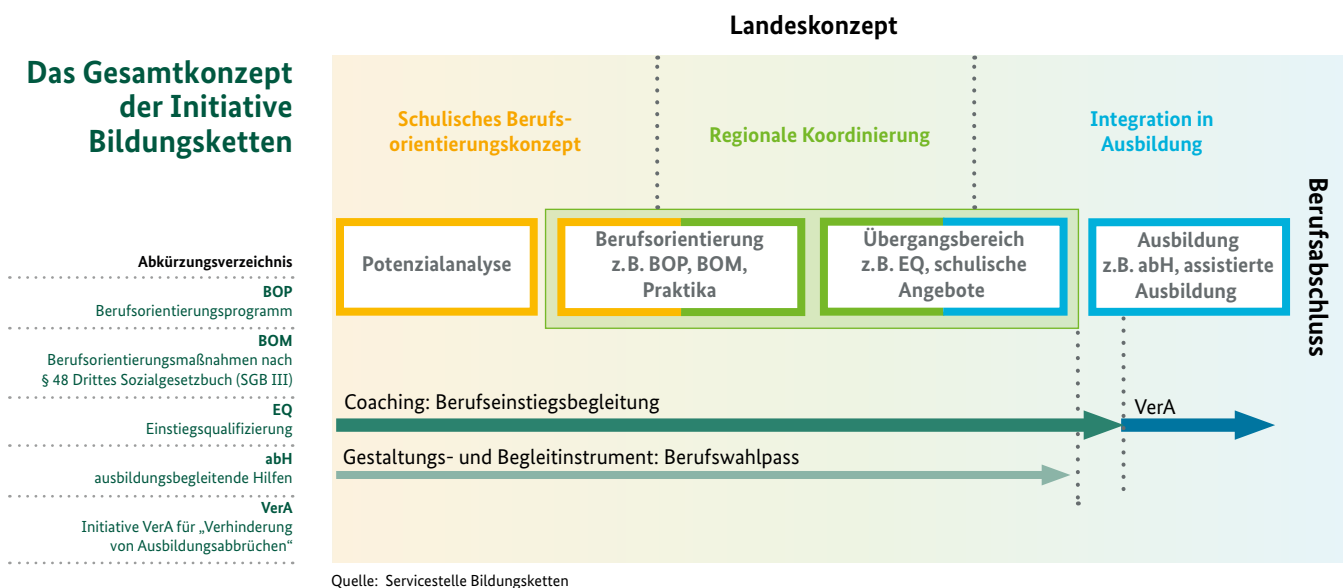 Landeskonzept
Das Gesamtkonzept
der Initiative
Bildungsketten
Schulisches Berufs-
orientierungskonzept
Regionale Koordinierung
Integration in
Ausbildung
Berufsabschluss
Potenzialanalyse
Berufsorientierung
z.B. BOP, BOM,
Praktika
Übergangsbereich
z.B. EQ, schulische
Angebote
Ausbildung
z.B. abH, assistierte
Ausbildung
Coaching: Berufseinstiegsbegleitung
VerA
Gestaltungs- und Begleitinstrument: Berufswahlpass
Abkürzungsverzeichnis
BOP
Berufsorientierungsprogramm
BOM
Berufsorientierungsmaßnahmen nach
§ 48 Drittes Sozialgesetzbuch (SGB III)
EQ
Einstiegsqualifizierung
abH
ausbildungsbegleitende Hilfen
VerA
Initiative VerA für „Verhinderung
von Ausbildungsabbrüchen“
Quelle: Servicestelle Bildungsketten